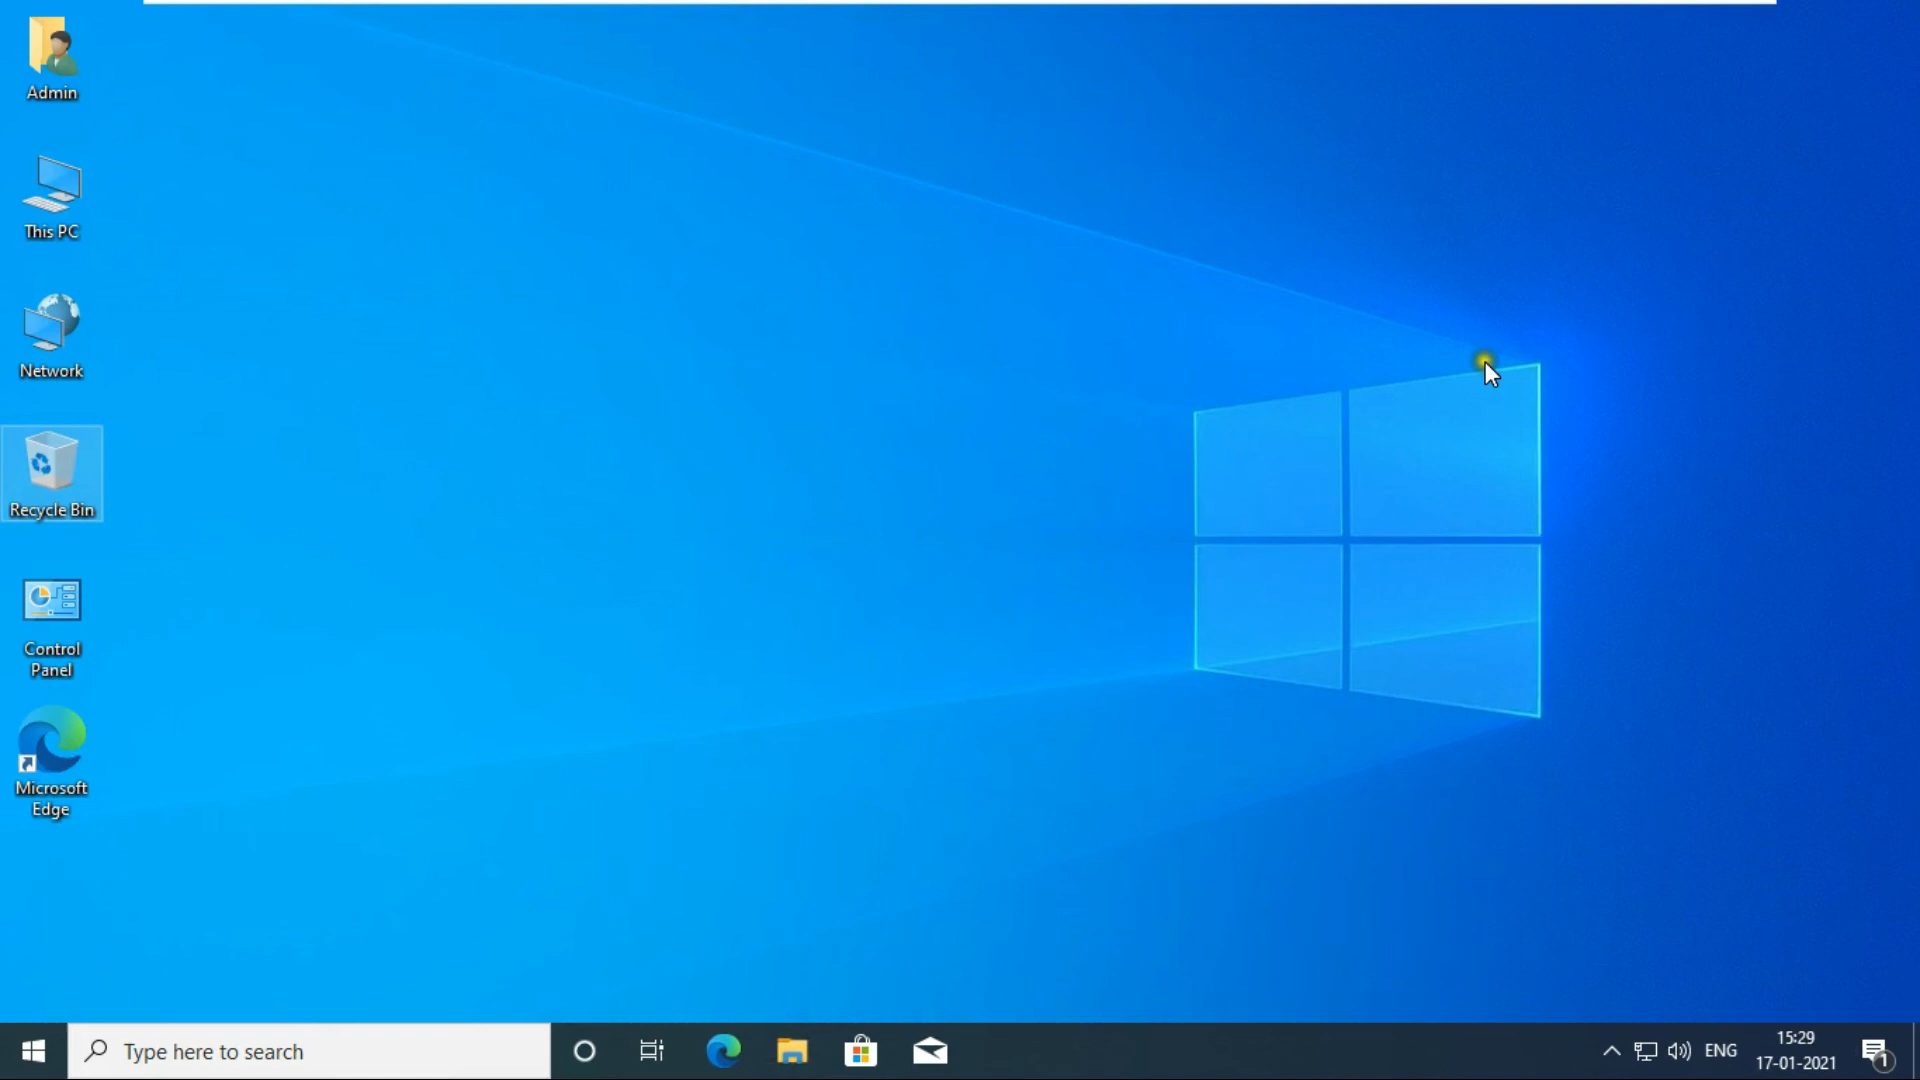 Admin
This PC
Network
Recycle Bin
Control
Panel
Microsoft
Edge
Type here to search
ENG
15:29
17-01-2021
1